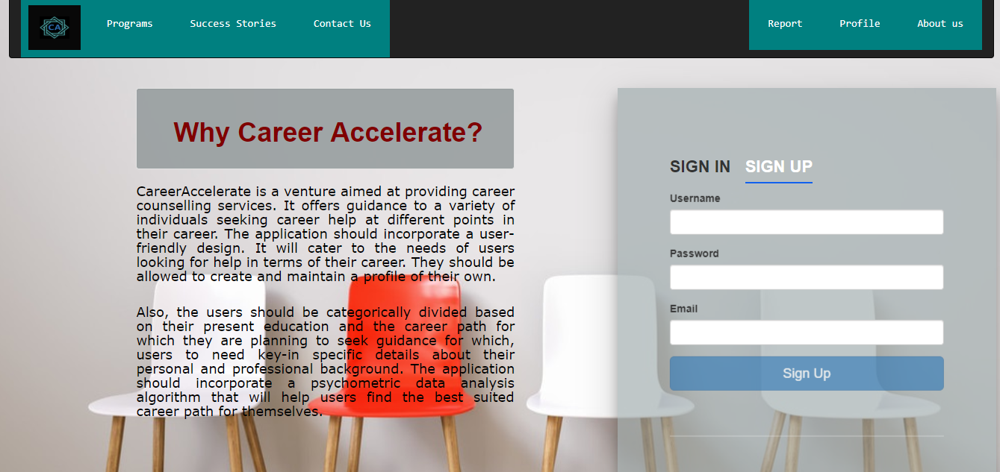 CA
Programs
Success Stories
Contact Us
Report
Profile
About us
Why Career Accelerate?
CareerAccelerate is a venture aimed at providing career
counselling services. It offers guidance to a variety of
individuals seeking career help at different points in
their career. The application should incorporate a user-
friendly design. It will cater to the needs of users
looking for help in terms of their career. They should be
allowed to create and maintain a profile of their own.
Also, the users should be categorically divided based
on their present education and the career path for
which they are planning to seek guidance for which,
users to need key-in specific details about their
personal and professional background. The application
should incorporate a psychometric data analysis
algorithm that will help users find the best suited
career path for themselves.
SIGN IN
SIGN UP
Username
Password
Email
Sign Up